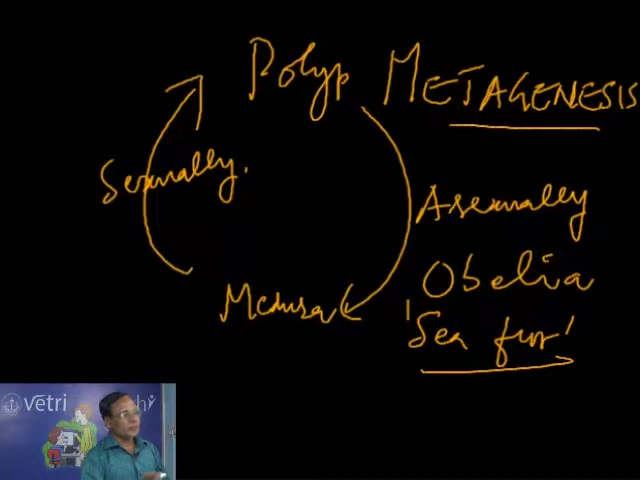 Polyp METAGENESIS
Sexually.
Asexually
Obelia
Medusa
'Sea fur'
vetri